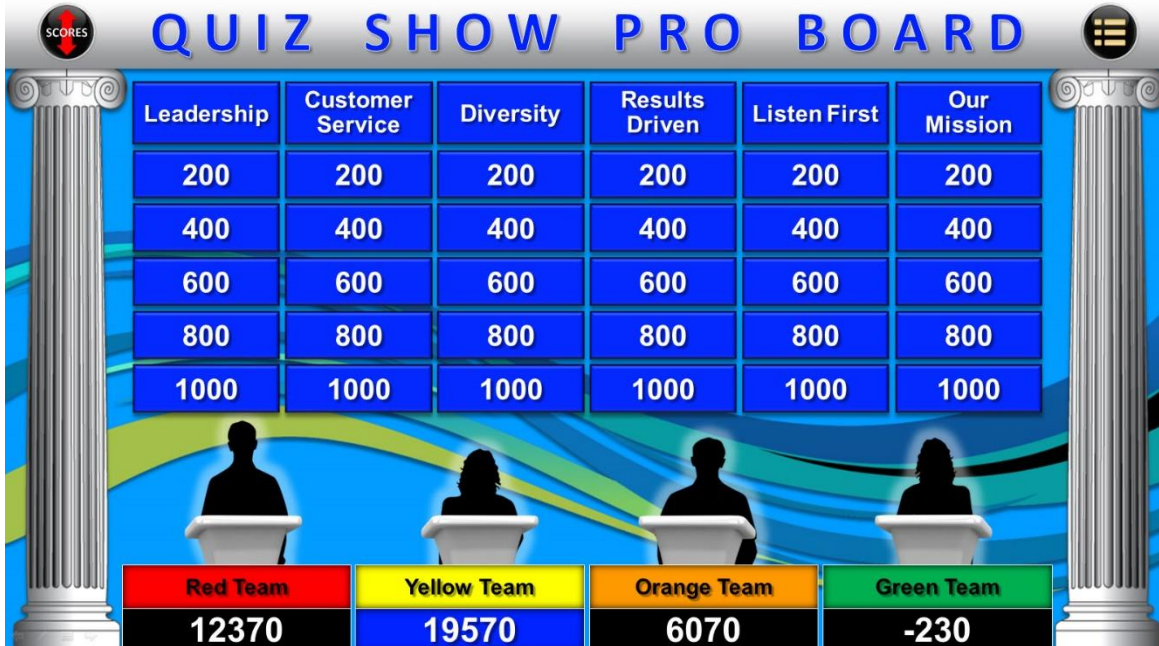 SCORES
QUIZ SHOW PRO BOARD
Leadership
Customer
Service
Diversity
Results
Driven
Listen First
Our
Mission
200 200 200 200 200 200
400 400 400 400 400 400
600 600 600 600 600 600
800 800 800 800 800 800
1000 1000 1000 1000 1000 1000
Red Team Yellow Team Orange Team Green Team
12370 19570 6070 -230